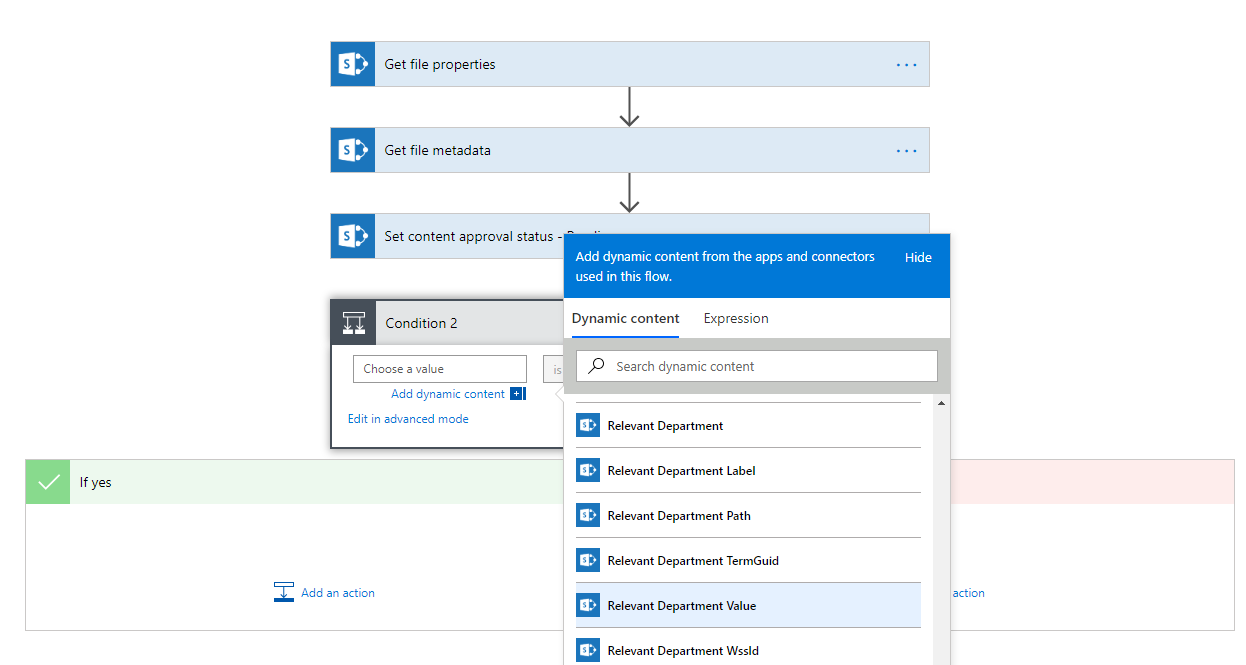 Get file properties
Get file metadata
Set content approval status -
Add dynamic content from the apps and connectors
used in this flow.
Hide
Dynamic content
Expression
Condition 2
Search dynamic content
Choose a value
is
Add dynamic content
Edit in advanced mode
Relevant Department
Relevant Department Label
Relevant Department Path
Relevant Department TermGuid
Relevant Department Value
Relevant Department WssId
If yes
Add an action
action